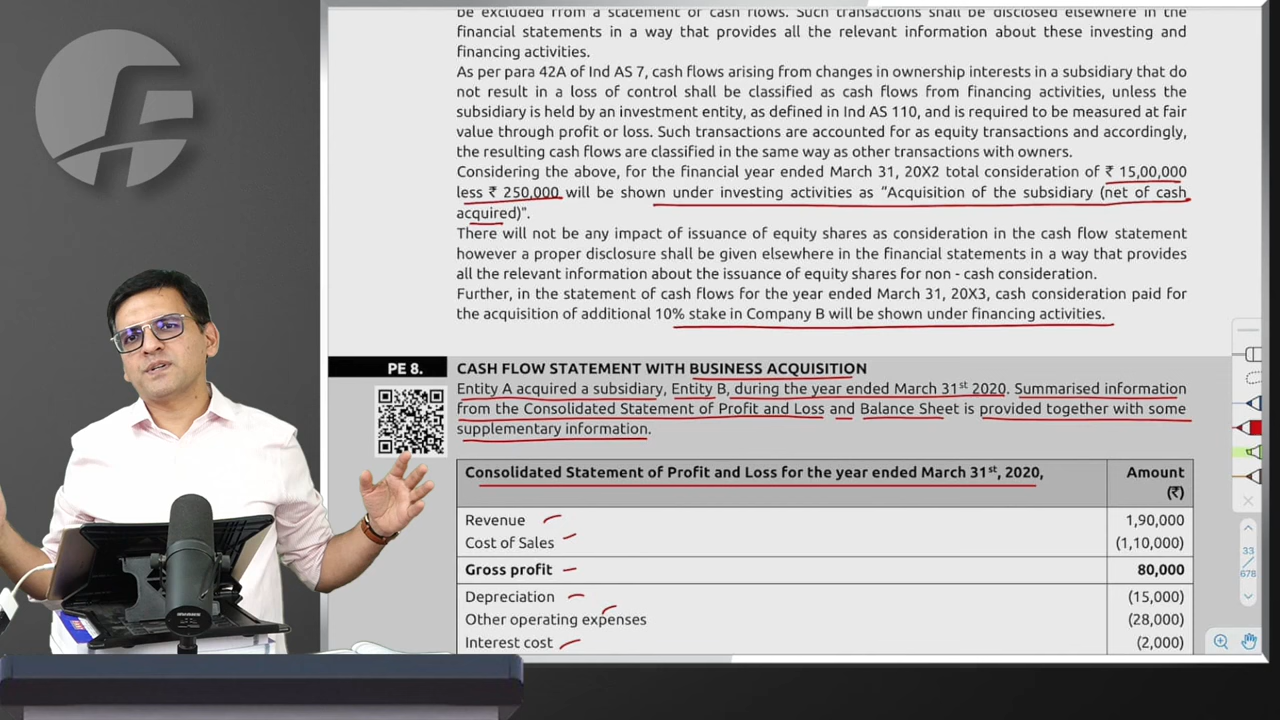 be excluded from a statement of cash flows. Such transactions shall be disclosed elsewhere in the
financial statements in a way that provides all the relevant information about these investing and
financing activities.
As per para 42A of Ind AS 7, cash flows arising from changes in ownership interests in a subsidiary that do
not result in a loss of control shall be classified as cash flows from financing activities, unless the
subsidiary is held by an investment entity, as defined in Ind AS 110, and is required to be measured at fair
value through profit or loss. Such transactions are accounted for as equity transactions and accordingly,
the resulting cash flows are classified in the same way as other transactions with owners.
Considering the above, for the financial year ended March 31, 20X2 total consideration of ₹ 15,00,000
less ₹ 250,000 will be shown under investing activities as “Acquisition of the subsidiary (net of cash
acquired)".
There will not be any impact of issuance of equity shares as consideration in the cash flow statement
however a proper disclosure shall be given elsewhere in the financial statements in a way that provides
all the relevant information about the issuance of equity shares for non - cash consideration.
Further, in the statement of cash flows for the year ended March 31, 20X3, cash consideration paid for
the acquisition of additional 10% stake in Company B will be shown under financing activities.
PE 8. CASH FLOW STATEMENT WITH BUSINESS ACQUISITION
Entity A acquired a subsidiary, Entity B, during the year ended March 31st 2020. Summarised information
from the Consolidated Statement of Profit and Loss and Balance Sheet is provided together with some
supplementary information.
Consolidated Statement of Profit and Loss for the year ended March 31st, 2020, Amount
(₹)
Revenue 1,90,000
Cost of Sales (1,10,000)
Gross profit 80,000
Depreciation (15,000)
Other operating expenses (28,000)
Interest cost (2,000)
33
678